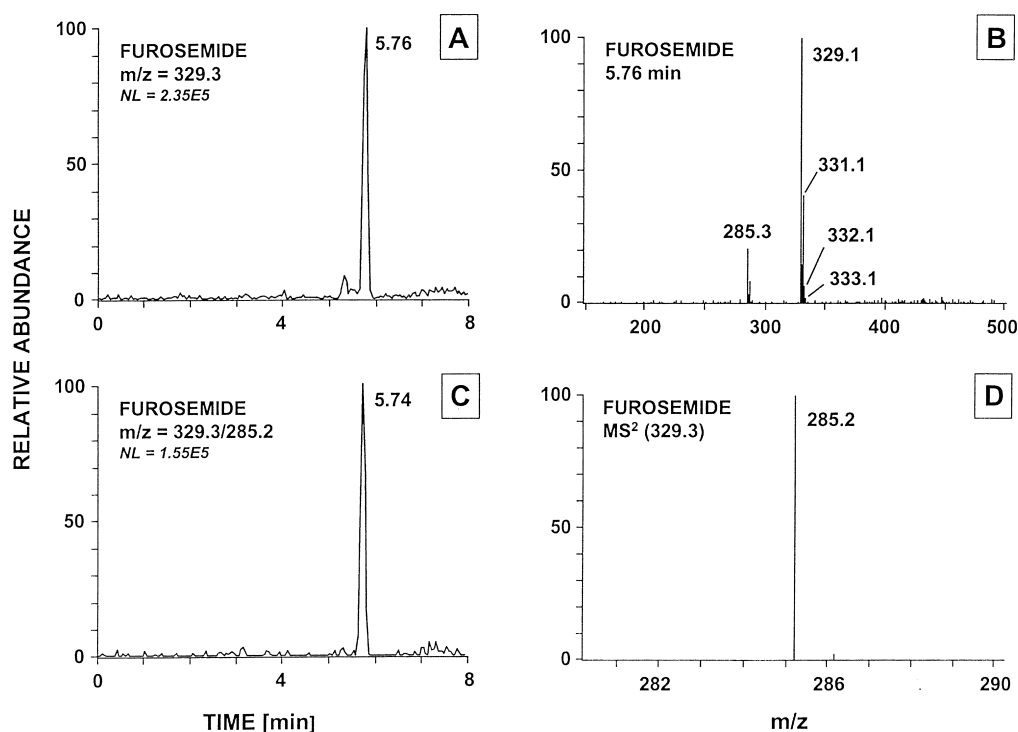 RELATIVE ABUNDANCE
A
FUROSEMIDE
m/z = 329.3
NL = 2.35E5
5.76
100
50
0
0 4 8
B
FUROSEMIDE
5.76 min
329.1
331.1
332.1
333.1
285.3
100
50
0
200 300 400 500
C
FUROSEMIDE
m/z = 329.3/285.2
NL = 1.55E5
5.74
100
50
0
0 4 8
TIME [min]
D
FUROSEMIDE
MS² (329.3)
285.2
100
50
0
282 286 290
m/z